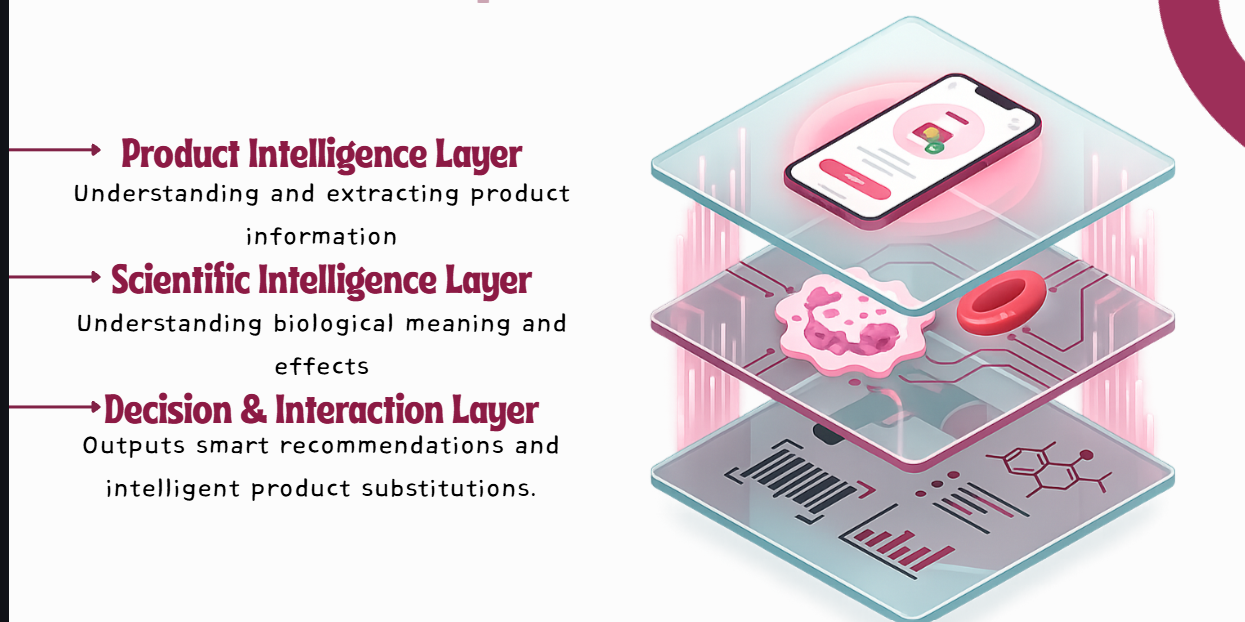 Product Intelligence Layer
Understanding and extracting product
information
Scientific Intelligence Layer
Understanding biological meaning and
effects
Decision & Interaction Layer
Outputs smart recommendations and
intelligent product substitutions.